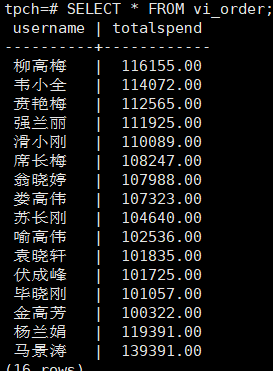 tpch=# SELECT * FROM vi_order;
username | totalspend
----------+------------
柳高梅 | 116155.00
韦小全 | 114072.00
贲艳梅 | 112565.00
强兰丽 | 111925.00
滑小刚 | 110089.00
席长梅 | 108247.00
翁晓婷 | 107988.00
娄高伟 | 107323.00
苏长刚 | 104640.00
喻高伟 | 102536.00
袁晓轩 | 101835.00
伏成峰 | 101725.00
毕晓刚 | 101057.00
金高芳 | 100322.00
杨兰娟 | 119391.00
马景涛 | 139391.00
(16 rows)